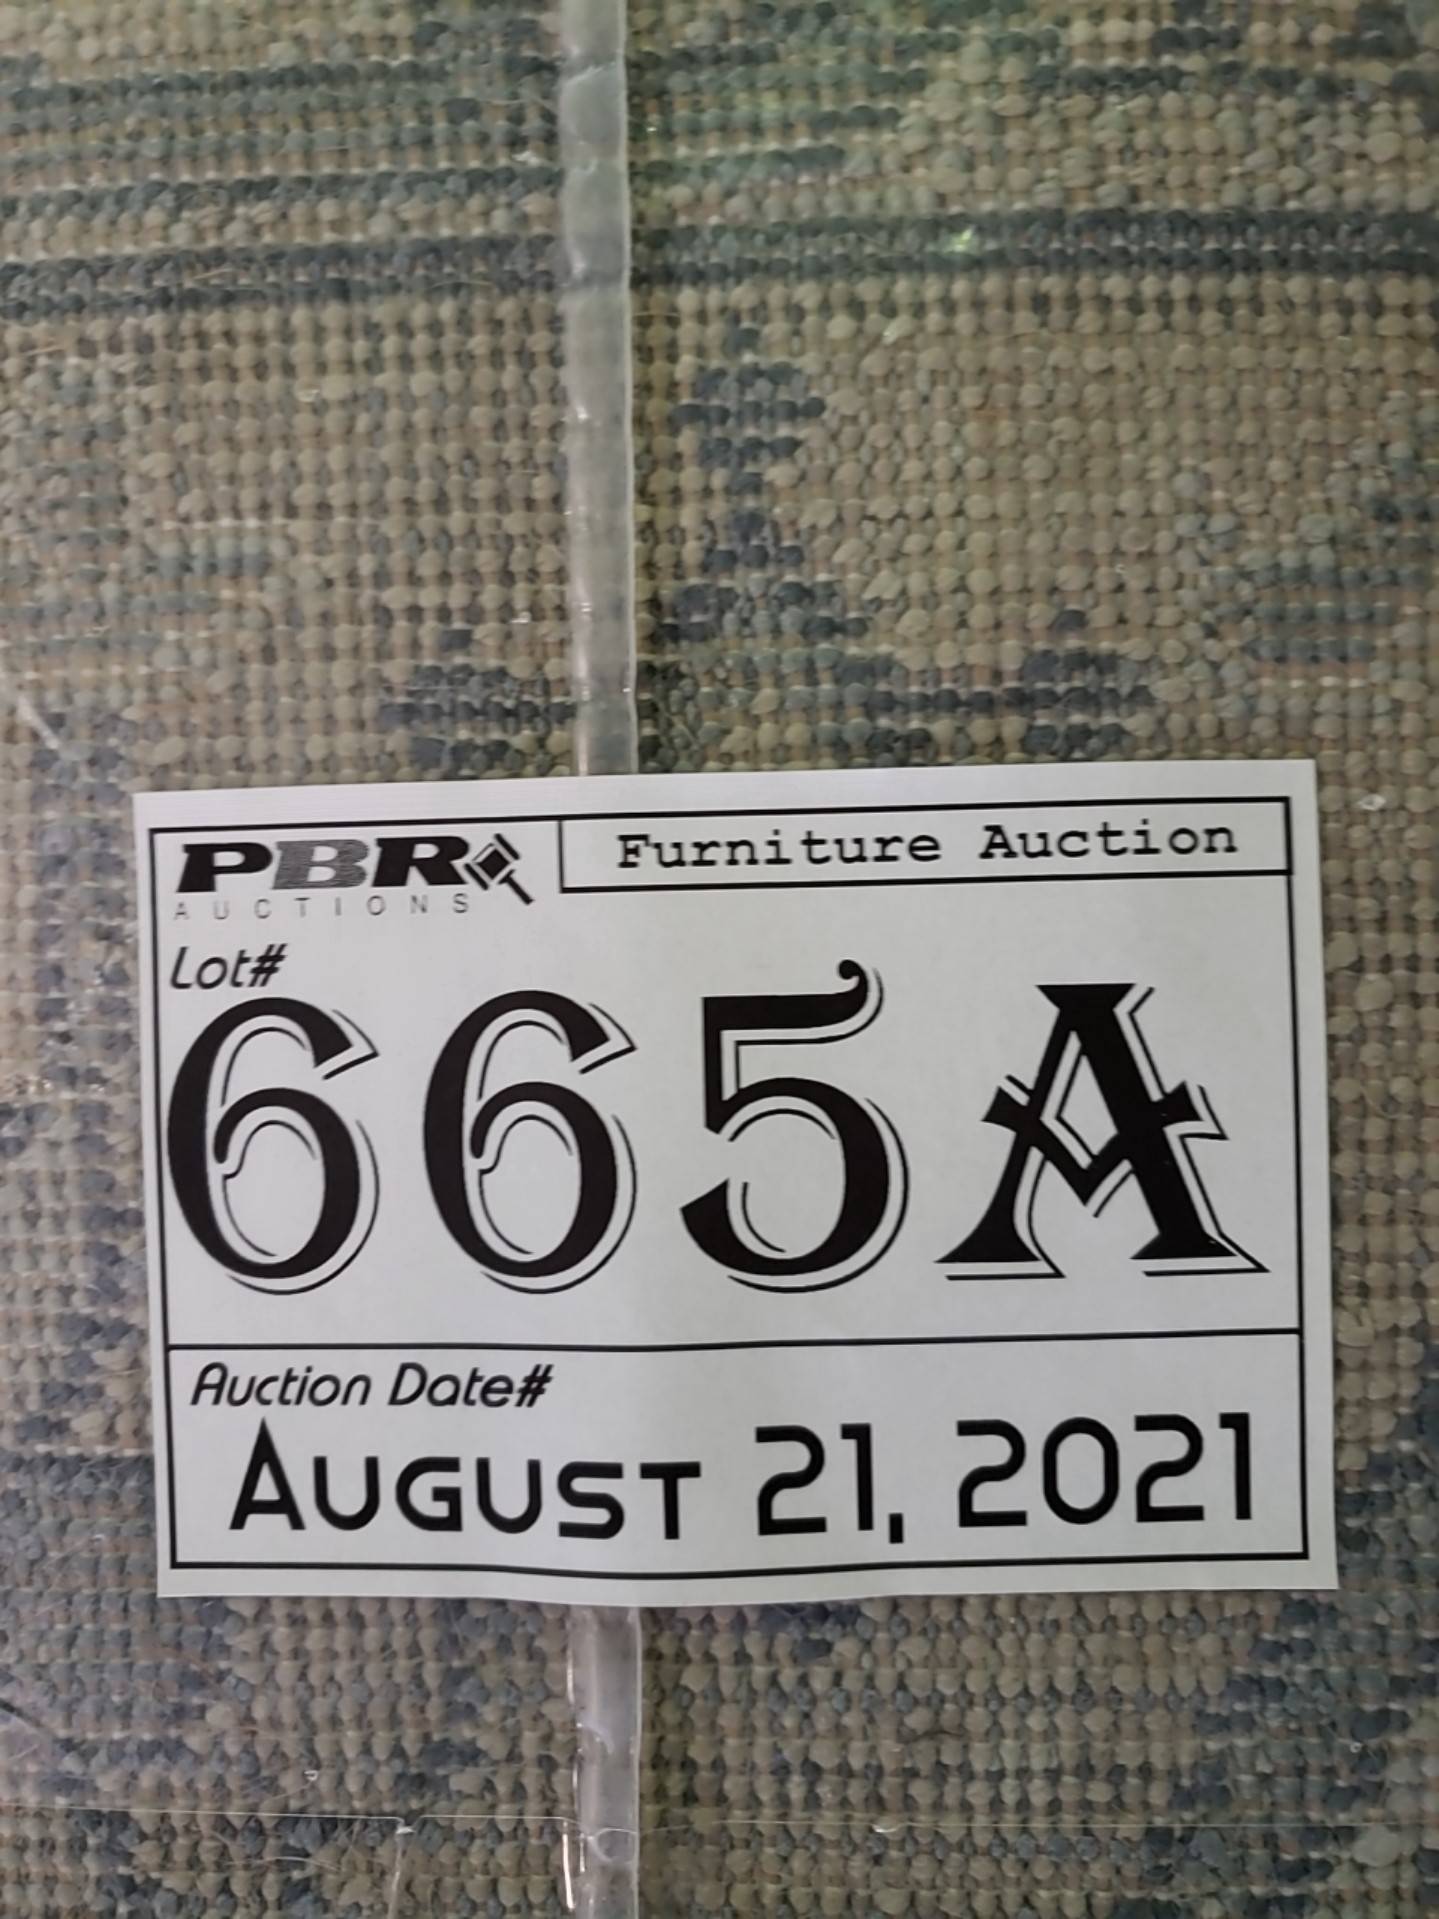 PBR
AUCTIONS
Furniture Auction
Lot#
665A
Auction Date#
August 21, 2021